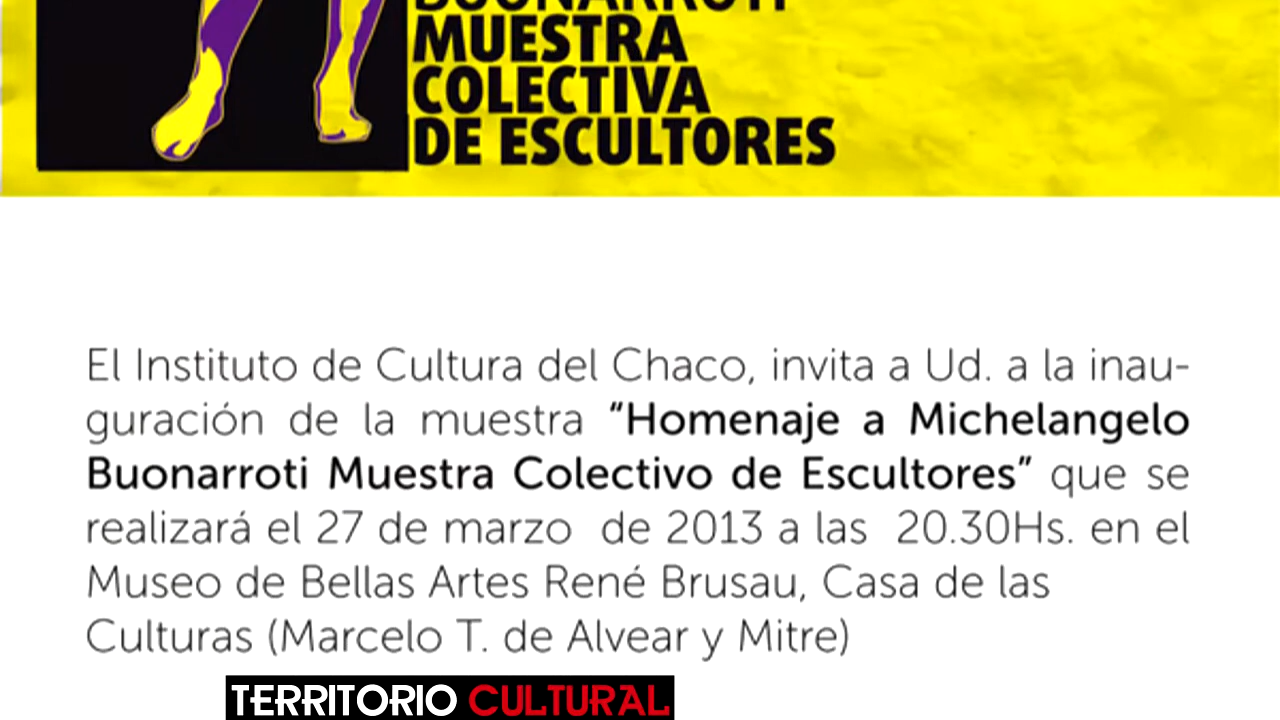 BUONARROTI
MUESTRA
COLECTIVA
DE ESCULTORES
El Instituto de Cultura del Chaco, invita a Ud. a la inau-
guración de la muestra “Homenaje a Michelangelo
Buonarroti Muestra Colectivo de Escultores” que se
realizará el 27 de marzo de 2013 a las 20.30Hs. en el
Museo de Bellas Artes René Brusau, Casa de las
Culturas (Marcelo T. de Alvear y Mitre)
TERRITORIO CULTURAL